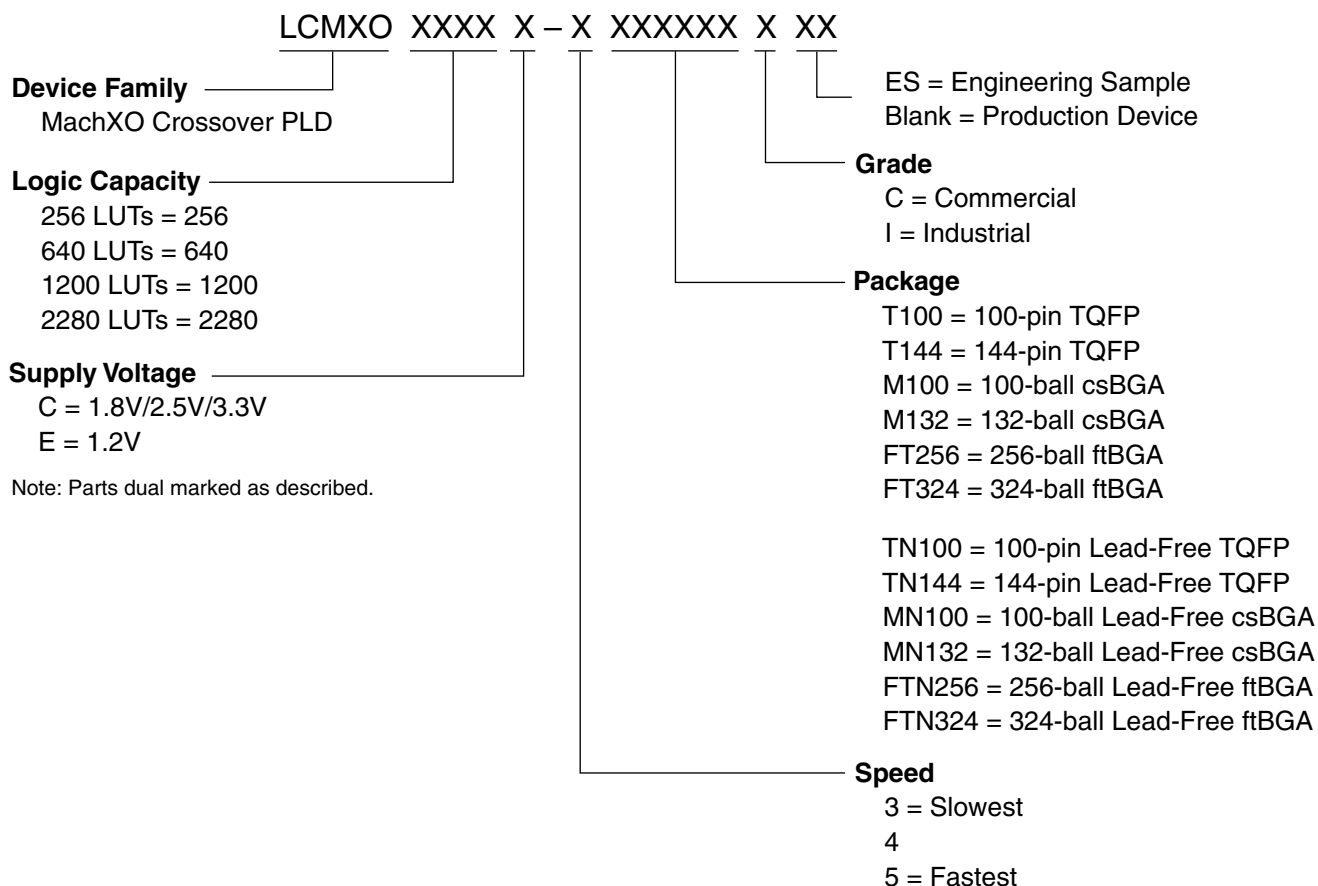 LCMXO XXXX X – X XXXXXX X XX
Device Family
MachXO Crossover PLD
Logic Capacity
256 LUTs = 256
640 LUTs = 640
1200 LUTs = 1200
2280 LUTs = 2280
Supply Voltage
C = 1.8V/2.5V/3.3V
E = 1.2V
Note: Parts dual marked as described.
ES = Engineering Sample
Blank = Production Device
Grade
C = Commercial
I = Industrial
Package
T100 = 100-pin TQFP
T144 = 144-pin TQFP
M100 = 100-ball csBGA
M132 = 132-ball csBGA
FT256 = 256-ball ftBGA
FT324 = 324-ball ftBGA
TN100 = 100-pin Lead-Free TQFP
TN144 = 144-pin Lead-Free TQFP
MN100 = 100-ball Lead-Free csBGA
MN132 = 132-ball Lead-Free csBGA
FTN256 = 256-ball Lead-Free ftBGA
FTN324 = 324-ball Lead-Free ftBGA
Speed
3 = Slowest
4
5 = Fastest